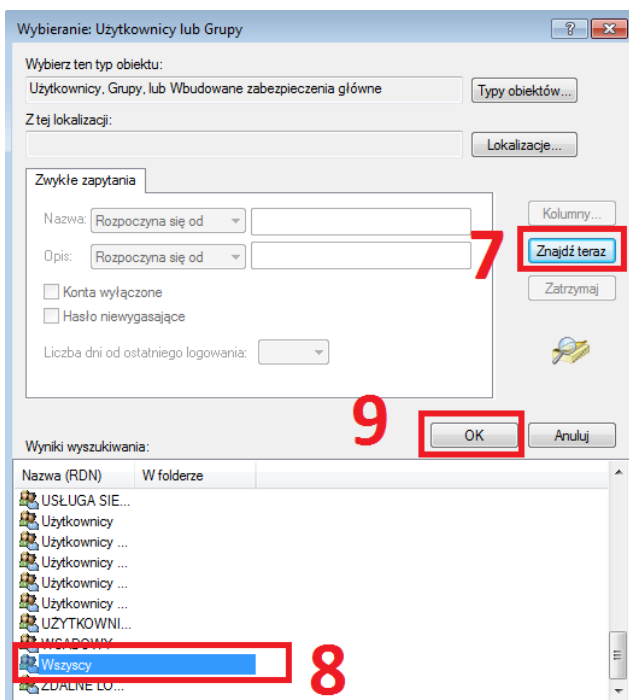 Wybieranie: Użytkownicy lub Grupy
Wybierz ten typ obiektu:
Użytkownicy, Grupy, lub Wbudowane zabezpieczenia główne
Typy obiektów...
Z tej lokalizacji:
Lokalizacje...
Zwykłe zapytania
Nazwa: Rozpoczyna się od
Kolumny...
7
Znajdź teraz
Opis: Rozpoczyna się od
Zatrzymaj
Konta wyłączone
Hasło niewygasające
Liczba dni od ostatniego logowania:
9
OK
Anuluj
Wyniki wyszukiwania:
Nazwa (RDN) W folderze
USŁUGA SIE...
Użytkownicy
Użytkownicy ...
Użytkownicy ...
Użytkownicy ...
Użytkownicy ...
UŻYTKOWNI...
WSADOWY
Wszyscy
8
ZDALNE LO...